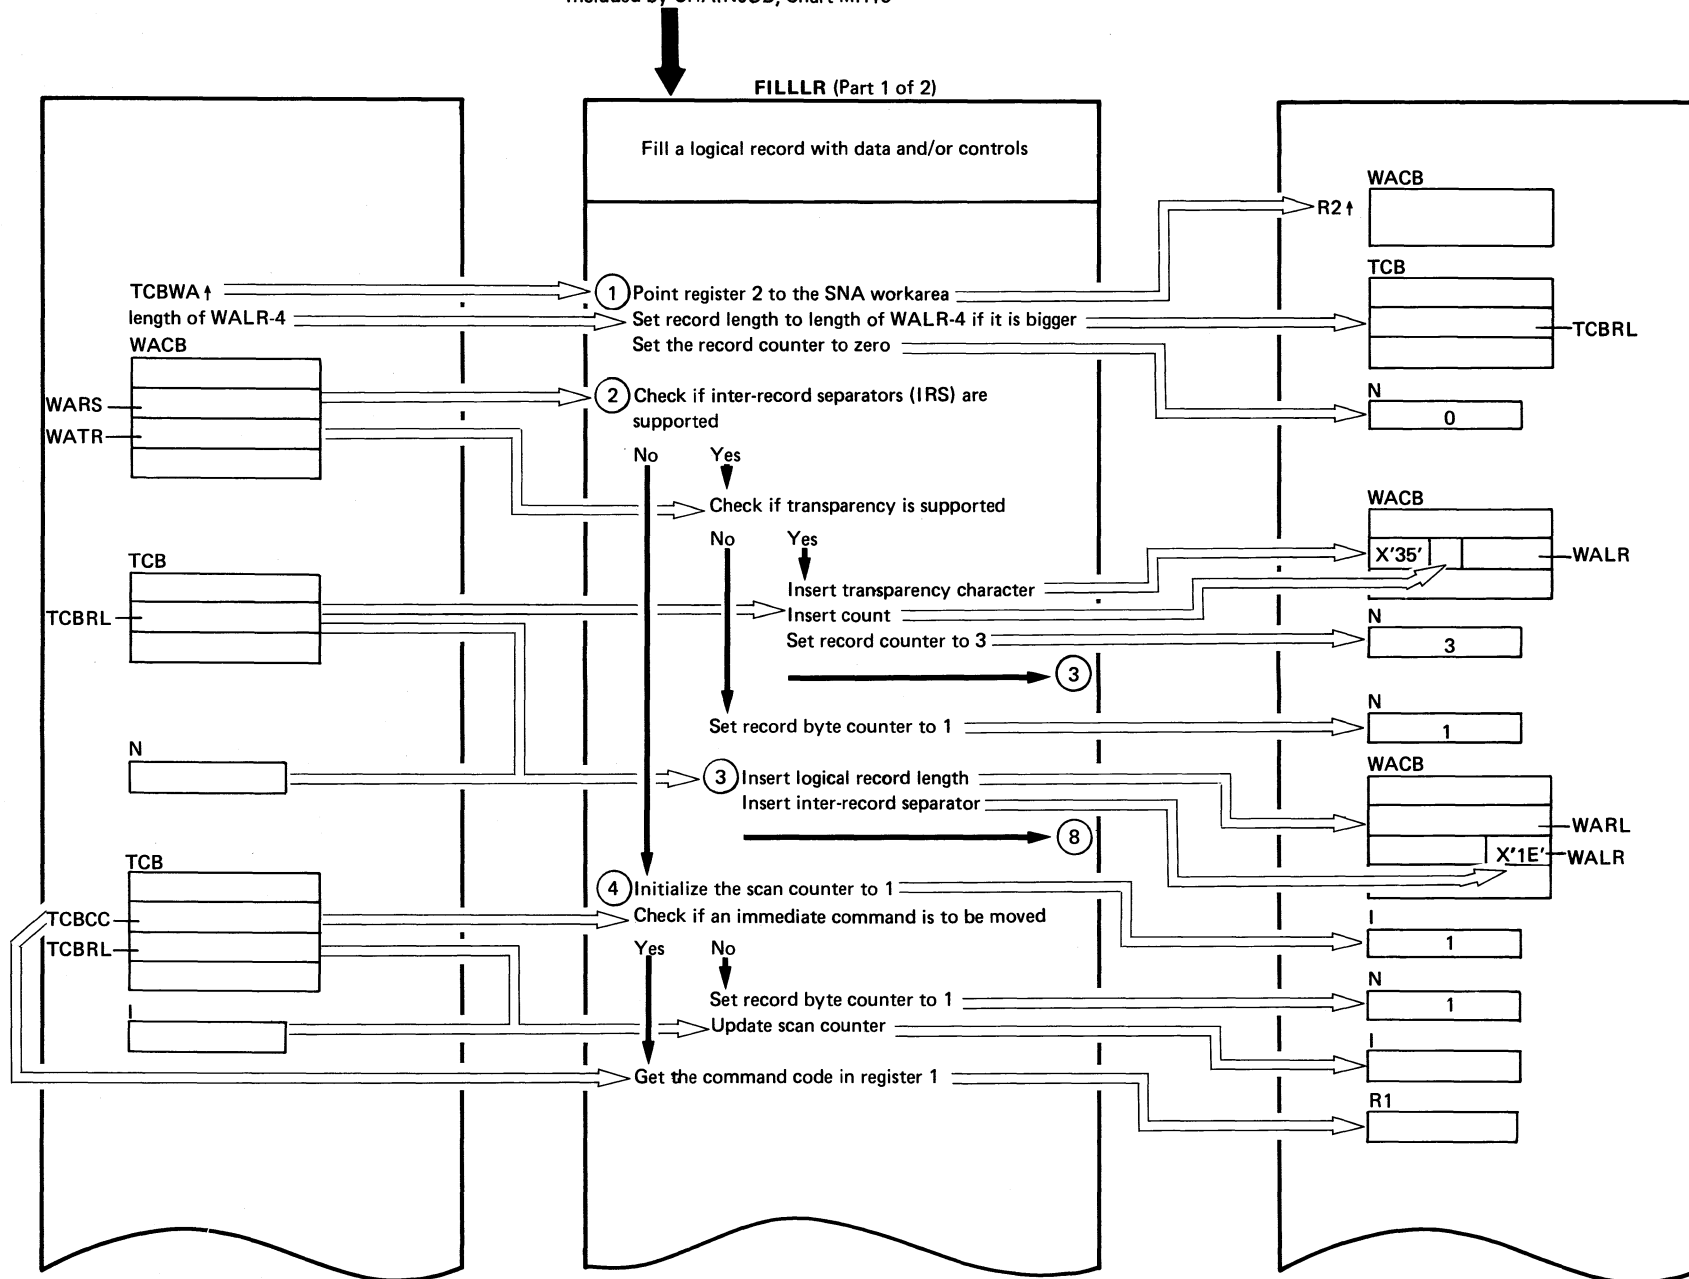 FILLLR (Part 1 of 2)
Fill a logical record with data and/or controls
WACB
R2↑
TCB
TCBWA↑
1 Point register 2 to the SNA workarea
length of WALR-4
Set record length to length of WALR-4 if it is bigger
TCBRL
WACB
Set the record counter to zero
N
0
WARS
2 Check if inter-record separators (IRS) are
supported
WATR
No Yes
Check if transparency is supported
WACB
No Yes
X'35'
WALR
TCB
Insert transparency character
TCBRL
Insert count
N
Set record counter to 3
3
3
N
Set record byte counter to 1
1
N
3 Insert logical record length
WACB
Insert inter-record separator
WARL
8
X'1E'
WALR
TCB
4 Initialize the scan counter to 1
TCBCC
Check if an immediate command is to be moved
I
1
TCBRL
Yes No
N
Set record byte counter to 1
1
I
Update scan counter
I
Get the command code in register 1
R1